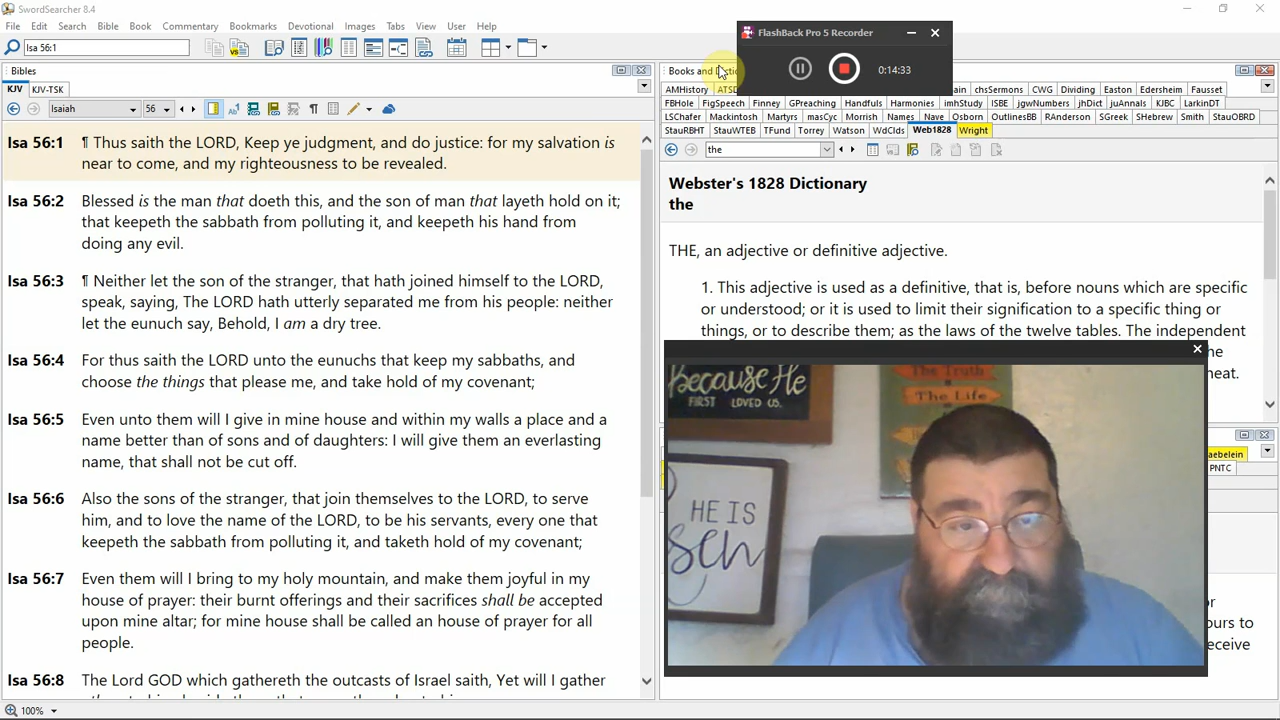 SwordSearcher 8.4
File Edit Search Bible Book Commentary Books Devotional Images Tabs View User Help
Isa 56:1
VS
Bibles
KJV KJV-TSK
Isaiah 56
Isa 56:1 ¶ Thus saith the LORD, Keep ye judgment, and do justice: for my salvation is
near to come, and my righteousness to be revealed.
Isa 56:2 Blessed is the man that doeth this, and the son of man that layeth hold on it;
that keepeth the sabbath from polluting it, and keepeth his hand from
doing any evil.
Isa 56:3 ¶ Neither let the son of the stranger, that hath joined himself to the LORD,
speak, saying, The LORD hath utterly separated me from his people: neither
let the eunuch say, Behold, I am a dry tree.
Isa 56:4 For thus saith the LORD unto the eunuchs that keep my sabbaths, and
choose the things that please me, and take hold of my covenant;
Isa 56:5 Even unto them will I give in mine house and within my walls a place and a
name better than of sons and of daughters: I will give them an everlasting
name, that shall not be cut off.
Isa 56:6 Also the sons of the stranger, that join themselves to the LORD, to serve
him, and to love the name of the LORD, to be his servants, every one that
keepeth the sabbath from polluting it, and taketh hold of my covenant;
Isa 56:7 Even them will I bring to my holy mountain, and make them joyful in my
house of prayer: their burnt offerings and their sacrifices shall be accepted
upon mine altar; for mine house shall be called an house of prayer for all
people.
Isa 56:8 The Lord GOD which gathereth the outcasts of Israel saith, Yet will I gather
100%
FlashBack Pro 5 Recorder
0:14:33
Books and
AMHistory ATSD ain chsSermons CWG Dividing Easton Edersheim Fausset
FBHole FigSpeech Finney GPreaching Handfuls Harmonies imhStudy ISBE jgwNumbers jhDict juAnnals KJBC LarkinDT
LSChafer Mackintosh Martyrs masCyc Morrish Names Nave Osborn OutlinesBB RAnderson SGreek SHebrew Smith StauOBRD
StauRBHT StauWTEB TFund Torrey Watson WdClds Web1828 Wright
the
Webster's 1828 Dictionary
the
THE, an adjective or definitive adjective.
1. This adjective is used as a definitive, that is, before nouns which are specific
or understood; or it is used to limit their signification to a specific thing or
things, or to describe them; as the laws of the twelve tables. The independent
he
neat.
Because He
FIRST LOVED US.
The Truth
The Life
HE IS
sen
aebelein
PNTC
or
ours to
eceive